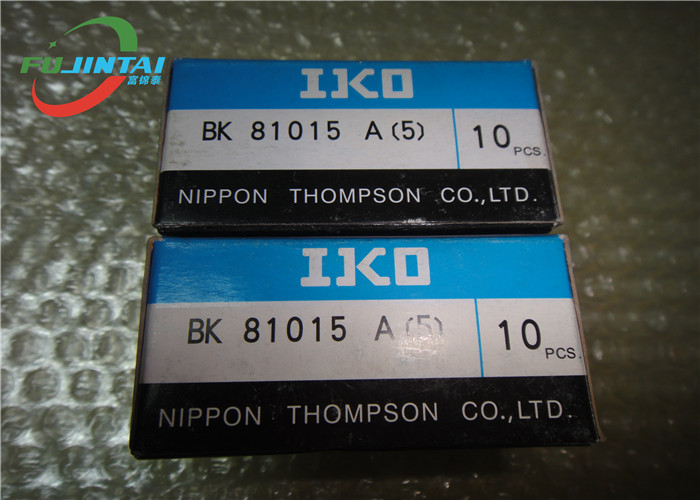 FUJINTAI
富锦泰
IKO
BK 81015 A(5)
10 PCS.
NIPPON THOMPSON CO.,LTD.
IKO
BK 81015 A(5)
10 PCS.
NIPPON THOMPSON CO.,LTD.